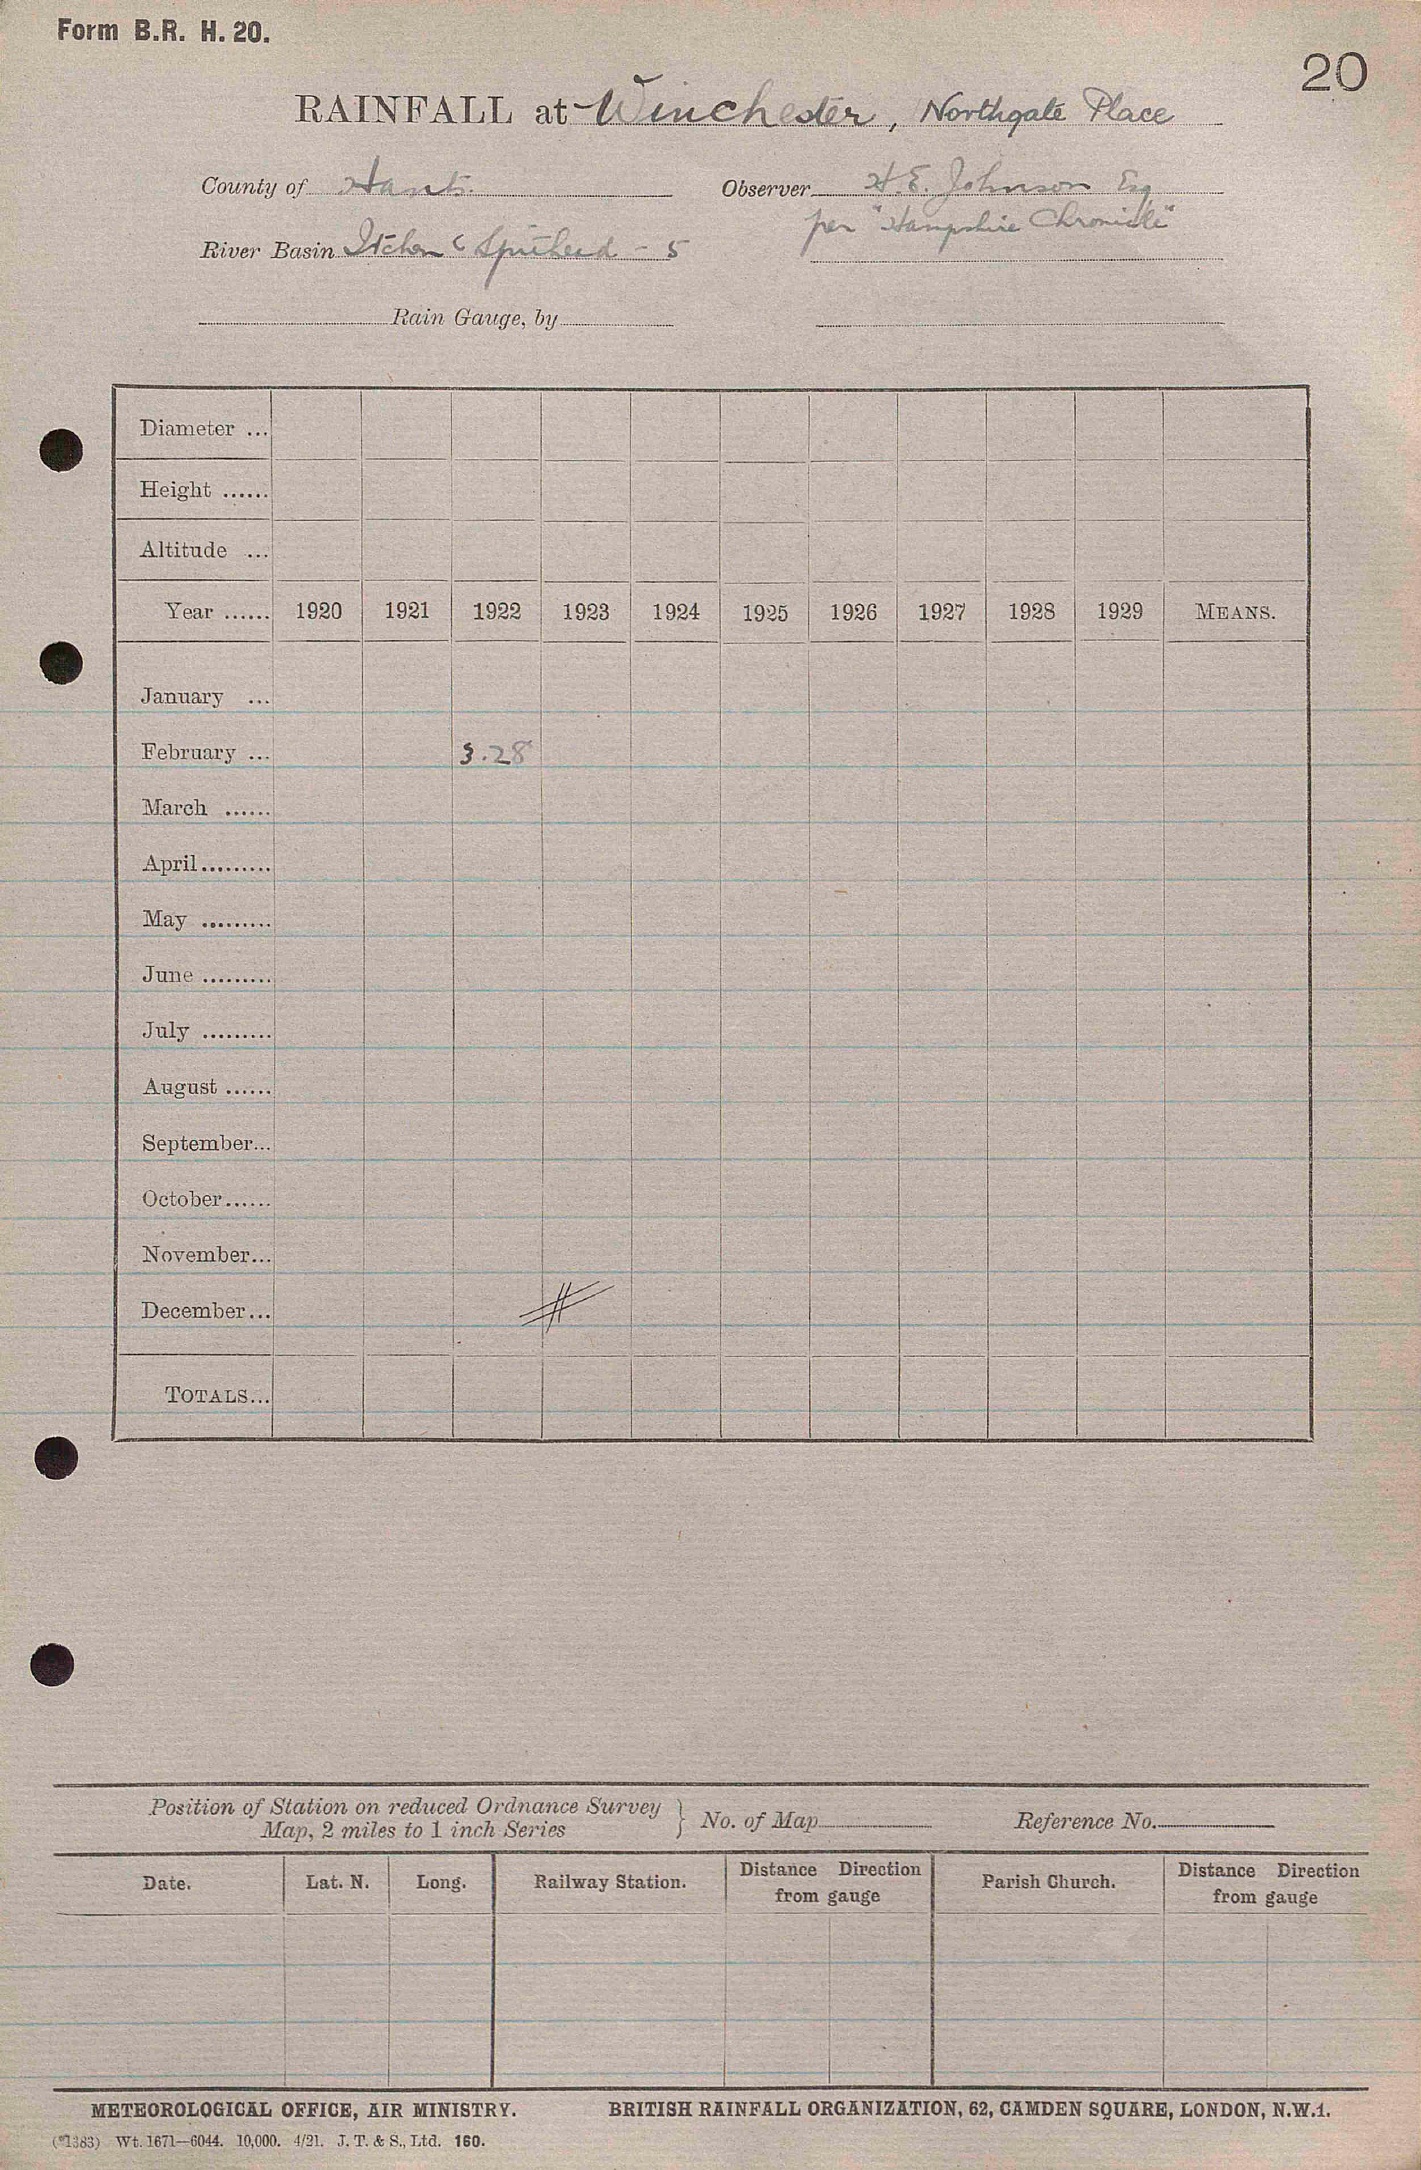 Form B.R. H. 20.
20
RAINFALL at Winchester, Northgate Place
County of Hants. Observer H.E. Johnson Esq
per "Hampshire Chronicle"
River Basin Itchen & Spithead - 5
Rain Gauge, by
Diameter ...
Height ......
Altitude ...
Year ...... 1920 1921 1922 1923 1924 1925 1926 1927 1928 1929 MEANS.
January ...
February ... 3.28
March ......
April.........
May .........
June .........
July .........
August ......
September...
October......
November...
December...
TOTALS...
Position of Station on reduced Ordnance Survey
Map, 2 miles to 1 inch Series } No. of Map Reference No.
Date. Lat. N. Long. Railway Station. Distance Direction from gauge Parish Church. Distance Direction from gauge
METEOROLOGICAL OFFICE, AIR MINISTRY. BRITISH RAINFALL ORGANIZATION, 62, CAMDEN SQUARE, LONDON, N.W.1.
(*1383) Wt. 1671—6044. 10,000. 4/21. J. T. & S., Ltd. 160.